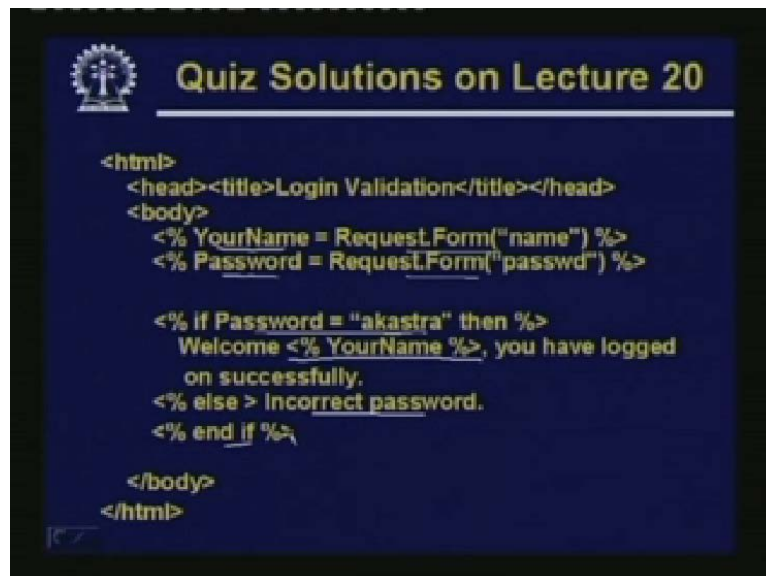 Quiz Solutions on Lecture 20
<html>
<head><title>Login Validation</title></head>
<body>
<% YourName = Request.Form("name") %>
<% Password = Request.Form("passwd") %>
<% if Password = "akastra" then %>
Welcome <% YourName %>, you have logged
on successfully.
<% else > Incorrect password.
<% end if %>
</body>
</html>